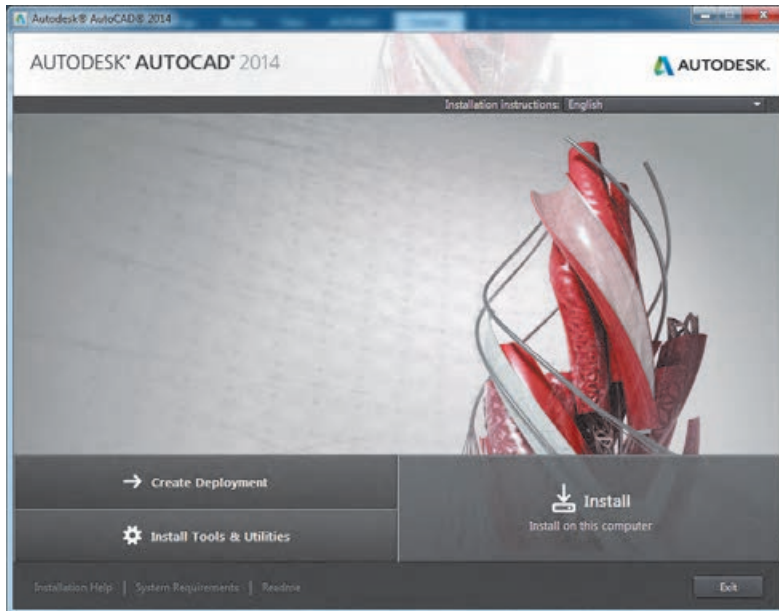 Autodesk® AutoCAD® 2014
AUTODESK® AUTOCAD® 2014
AUTODESK.
Installation instructions: English
Create Deployment
Install
Install on this computer
Install Tools & Utilities
Installation Help | System Requirements | Readme
Exit